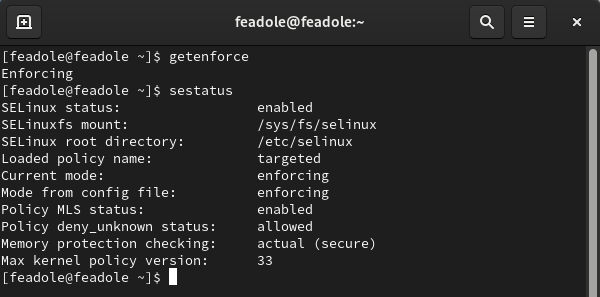 feadole@feadole:~
[feadole@feadole ~]$ getenforce
Enforcing
[feadole@feadole ~]$ sestatus
SELinux status:                 enabled
SELinuxfs mount:                /sys/fs/selinux
SELinux root directory:         /etc/selinux
Loaded policy name:             targeted
Current mode:                   enforcing
Mode from config file:          enforcing
Policy MLS status:              enabled
Policy deny_unknown status:     allowed
Memory protection checking:     actual (secure)
Max kernel policy version:      33
[feadole@feadole ~]$